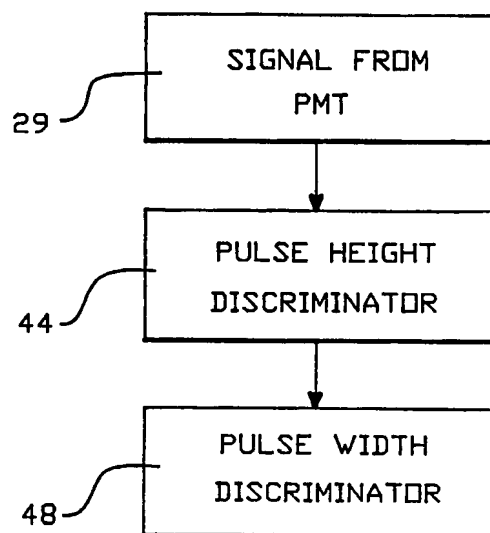 SIGNAL FROM
PMT
29
PULSE HEIGHT
DISCRIMINATOR
44
PULSE WIDTH
DISCRIMINATOR
48